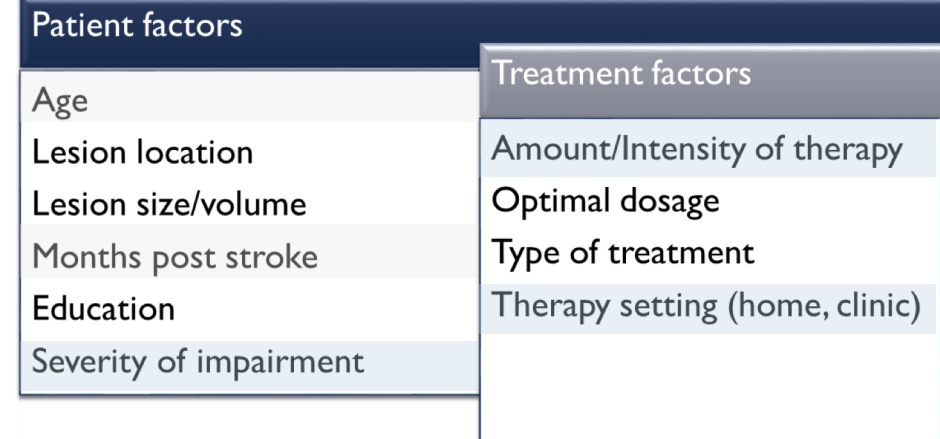 Patient factors
Age
Lesion location
Lesion size/volume
Months post stroke
Education
Severity of impairment
Treatment factors
Amount/Intensity of therapy
Optimal dosage
Type of treatment
Therapy setting (home, clinic)